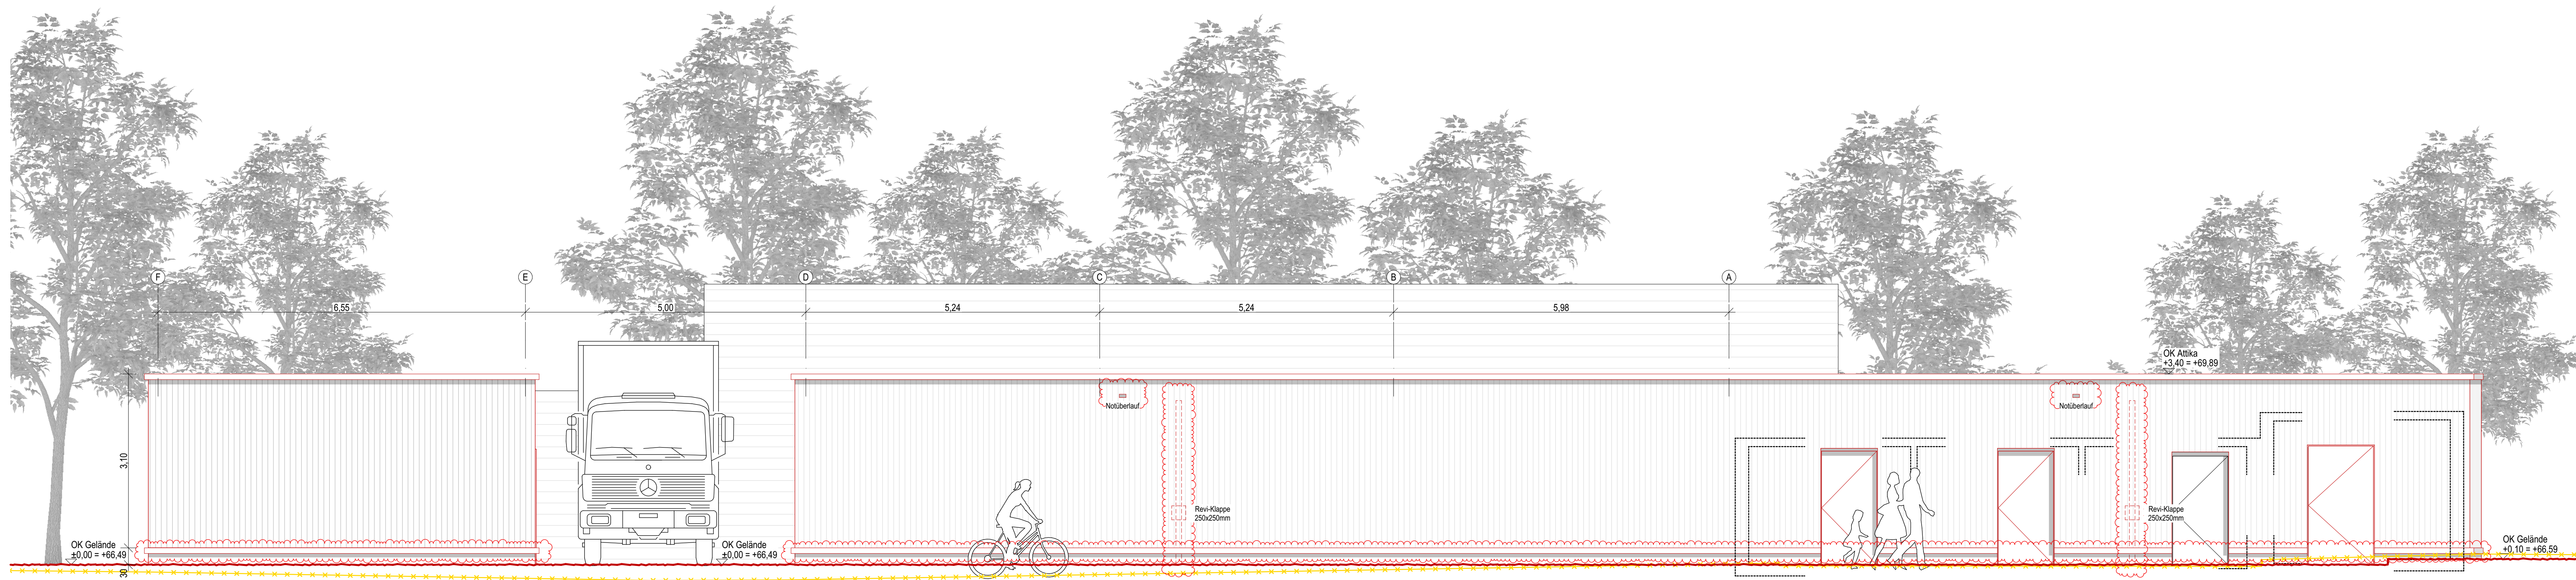 F
E
D
C
B
A
6,55
5,00
5,24
5,24
5,98
OK Attika
+3,40 = +69,89
Notüberlauf
Notüberlauf
3,10
Revi-Klappe
250x250mm
Revi-Klappe
250x250mm
OK Gelände
±0,00 = +66,49
OK Gelände
±0,00 = +66,49
OK Gelände
+0,10 = +66,59
30